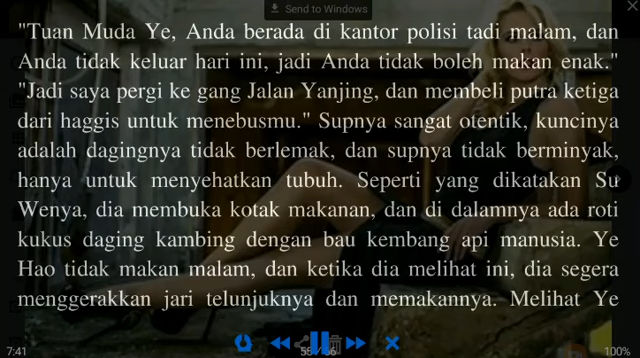 Send to Windows
"Tuan Muda Ye, Anda berada di kantor polisi tadi malam, dan
Anda tidak keluar hari ini, jadi Anda tidak boleh makan enak."
"Jadi saya pergi ke gang Jalan Yanjing, dan membeli putra ketiga
dari haggis untuk menebusmu." Supnya sangat otentik, kuncinya
adalah dagingnya tidak berlemak, dan supnya tidak berminyak,
hanya untuk menyehatkan tubuh. Seperti yang dikatakan Su
Wenya, dia membuka kotak makanan, dan di dalamnya ada roti
kukus daging kambing dengan bau kembang api manusia. Ye
Hao tidak makan malam, dan ketika dia melihat ini, dia segera
menggerakkan jari telunjuknya dan memakannya. Melihat Ye
7:41
100%